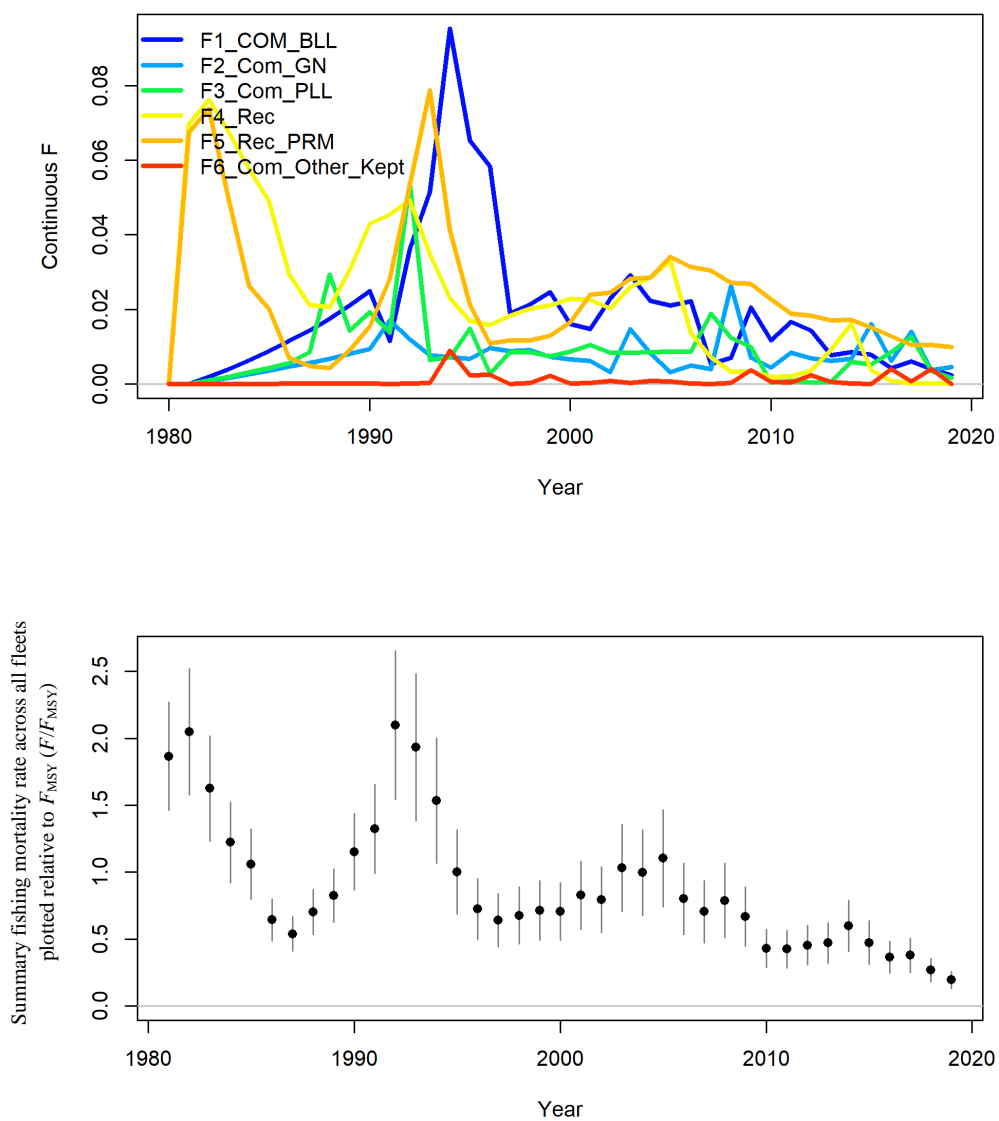 F1_COM_BLL
F2_Com_GN
F3_Com_PLL
F4_Rec
F5_Rec_PRM
F6_Com_Other_Kept
Continuous F
0.08
0.06
0.04
0.02
0.00
1980
1990
2000
2010
2020
Year
Summary fishing mortality rate across all fleets
plotted relative to F_MSY (F/F_MSY)
2.5
2.0
1.5
1.0
0.5
0.0
1980
1990
2000
2010
2020
Year